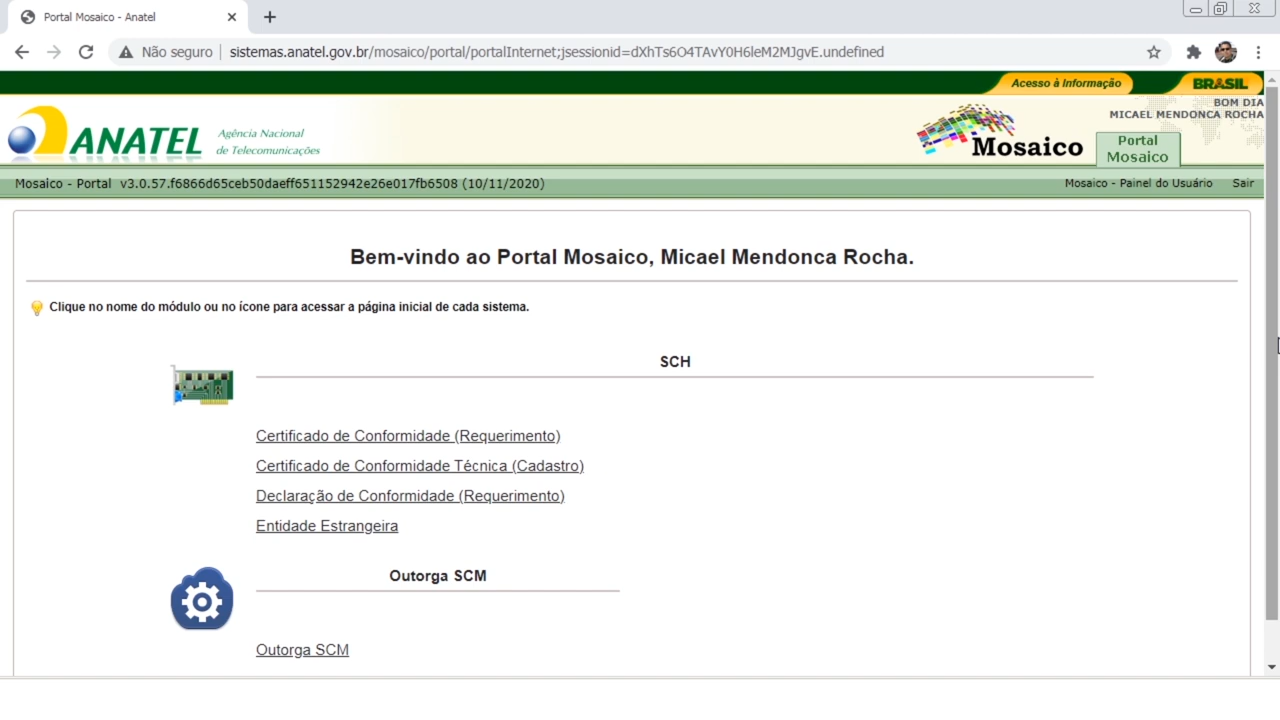 Portal Mosaico - Anatel
Não seguro
sistemas.anatel.gov.br/mosaico/portal/portalInternet;jsessionid=dXhTs6O4TAvY0H6leM2MJgvE.undefined
Acesso à Informação
BRASIL
BOM DIA
MICAEL MENDONCA ROCHA
ANATEL
Agência Nacional
de Telecomunicações
Mosaico
Portal
Mosaico
Mosaico - Portal v3.0.57.f6866d65ceb50daeff651152942e26e017fb6508 (10/11/2020)
Mosaico - Painel do Usuário
Sair
Bem-vindo ao Portal Mosaico, Micael Mendonca Rocha.
Clique no nome do módulo ou no ícone para acessar a página inicial de cada sistema.
SCH
Certificado de Conformidade (Requerimento)
Certificado de Conformidade Técnica (Cadastro)
Declaração de Conformidade (Requerimento)
Entidade Estrangeira
Outorga SCM
Outorga SCM